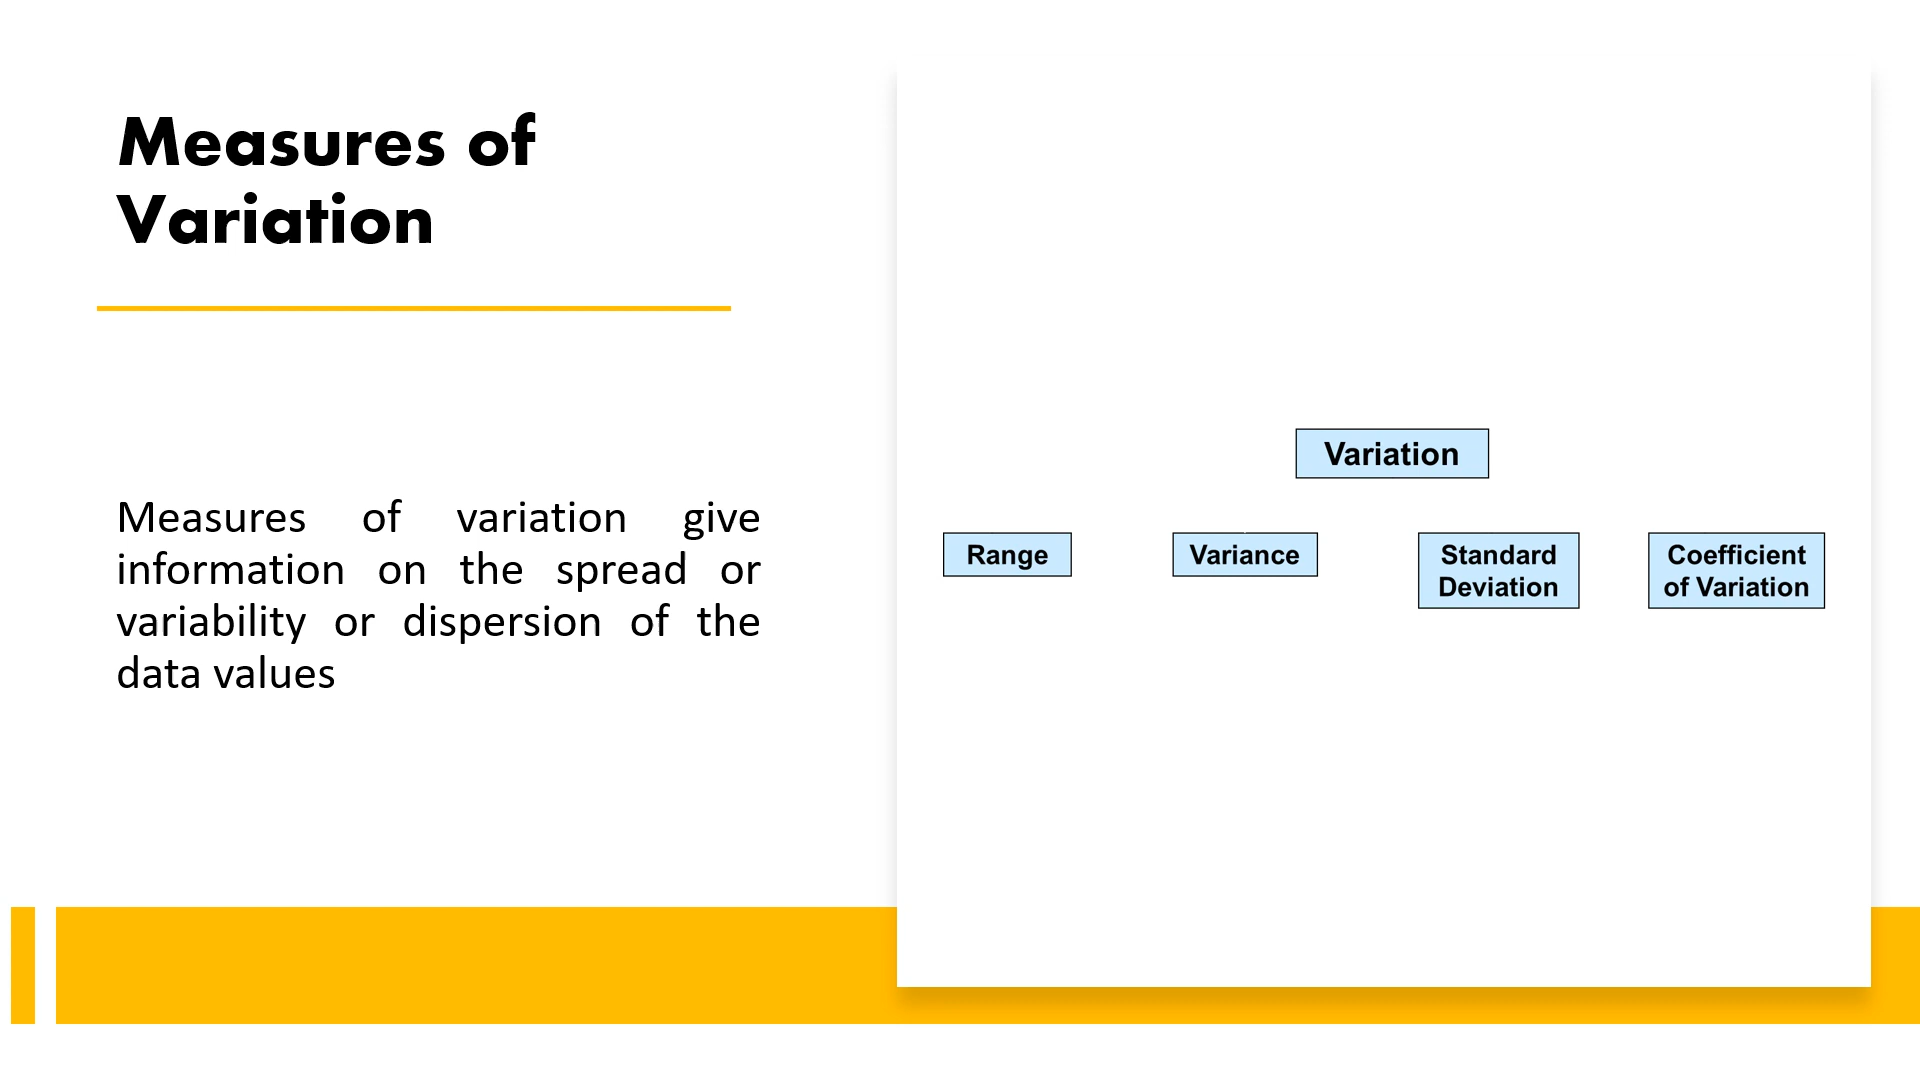 Measures of
Variation
Measures of variation give
information on the spread or
variability or dispersion of the
data values
Variation
Range
Variance
Standard
Deviation
Coefficient
of Variation